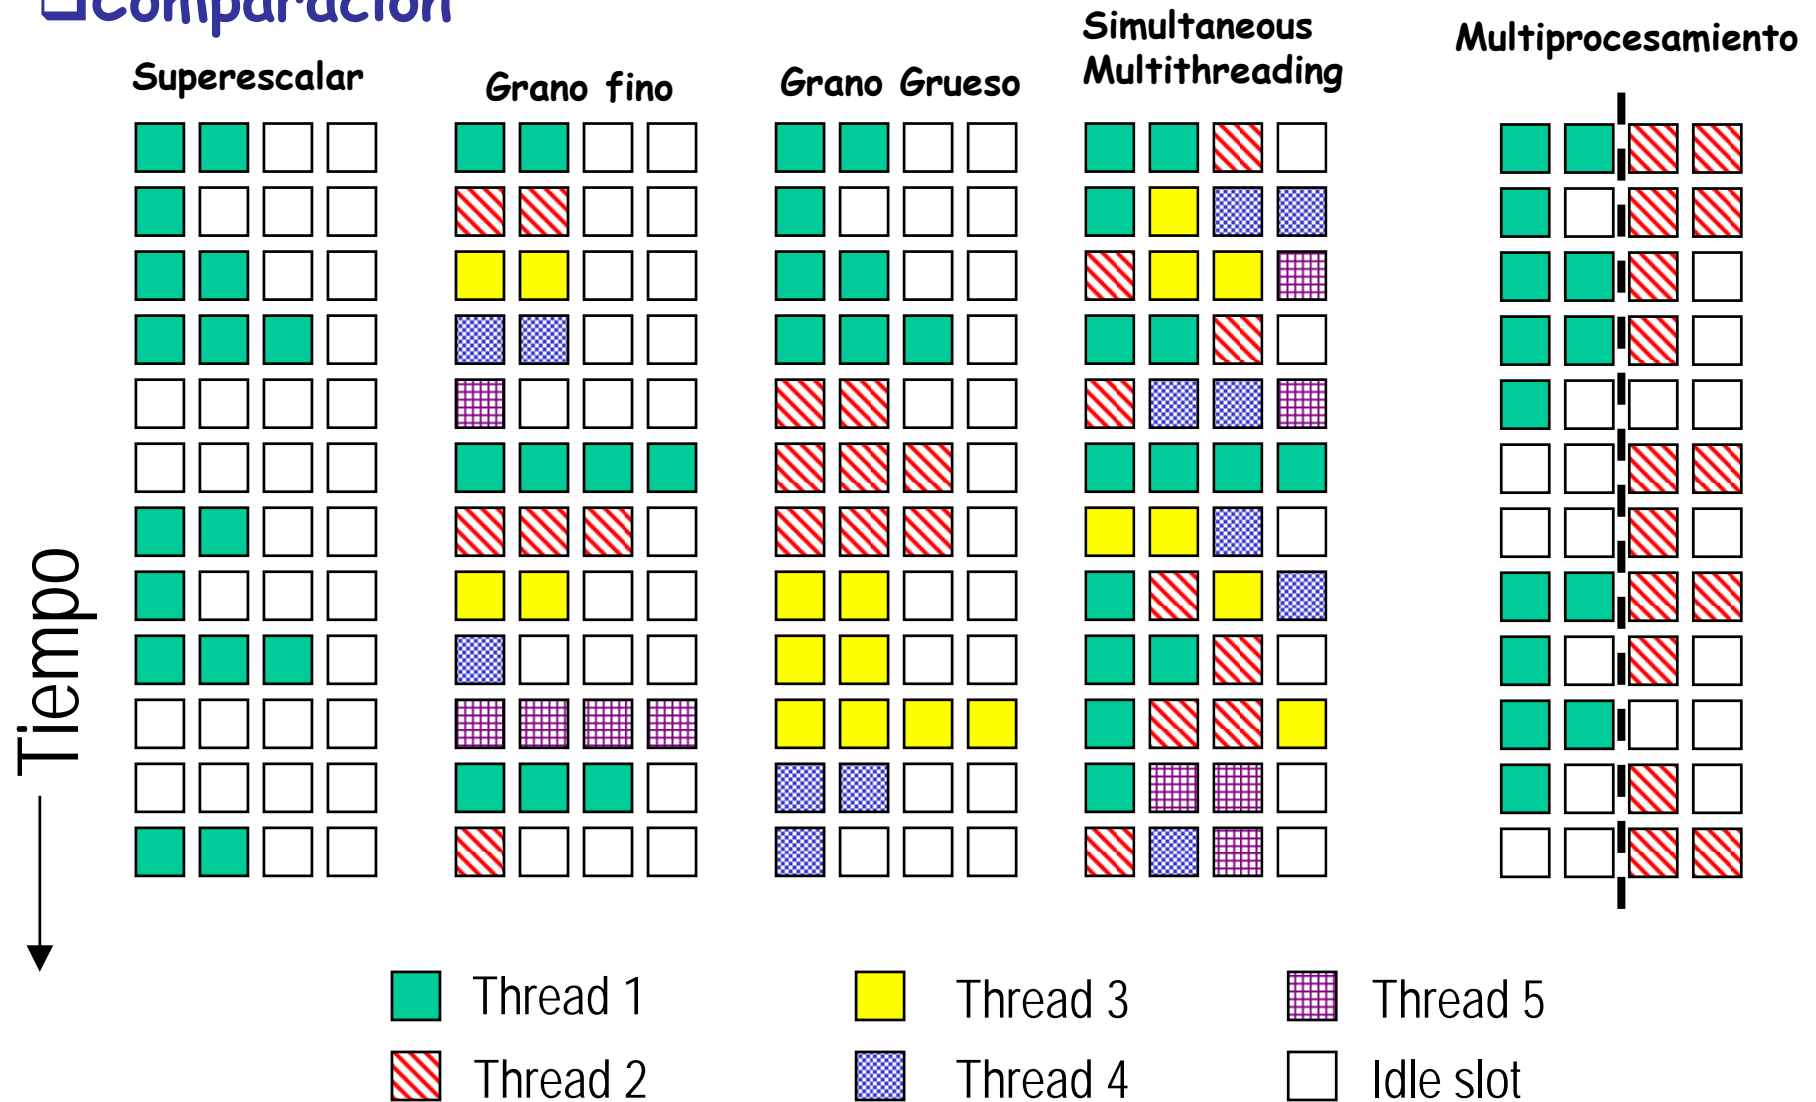 Comparación
Superescalar
Grano fino
Grano Grueso
Simultaneous
Multithreading
Multiprocesamiento
Tiempo
Thread 1
Thread 3
Thread 5
Thread 2
Thread 4
Idle slot